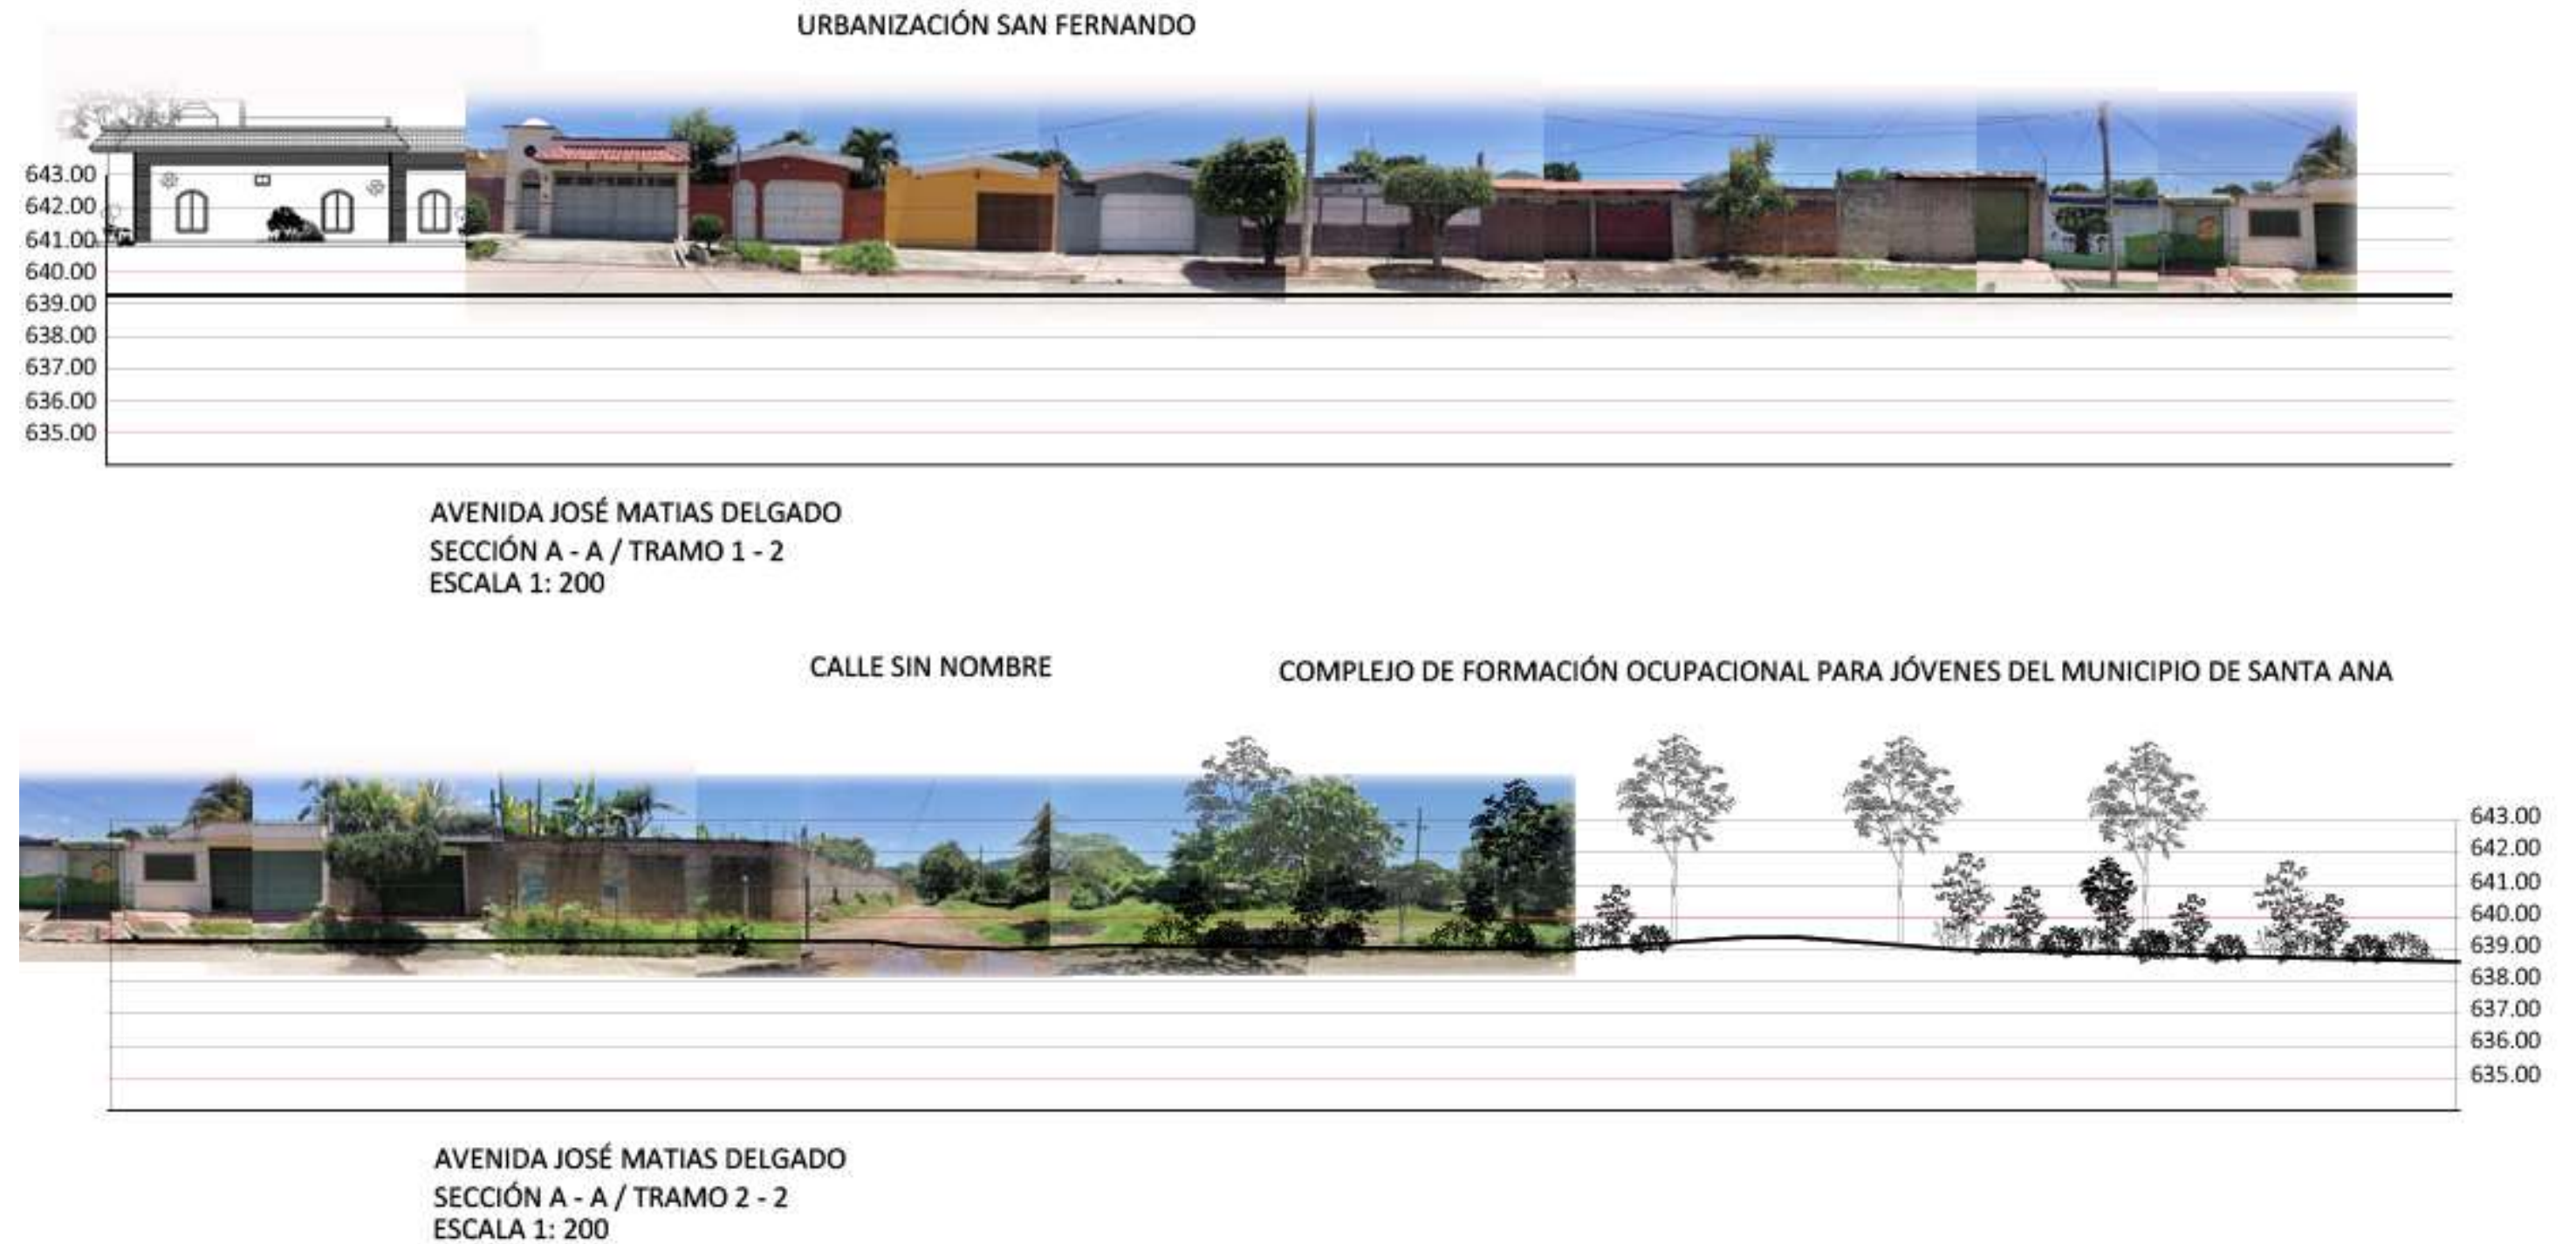 URBANIZACIÓN SAN FERNANDO
643.00
642.00
641.00
640.00
639.00
638.00
637.00
636.00
635.00
AVENIDA JOSÉ MATIAS DELGADO
SECCIÓN A - A / TRAMO 1 - 2
ESCALA 1: 200
CALLE SIN NOMBRE
COMPLEJO DE FORMACIÓN OCUPACIONAL PARA JÓVENES DEL MUNICIPIO DE SANTA ANA
643.00
642.00
641.00
640.00
639.00
638.00
637.00
636.00
635.00
AVENIDA JOSÉ MATIAS DELGADO
SECCIÓN A - A / TRAMO 2 - 2
ESCALA 1: 200